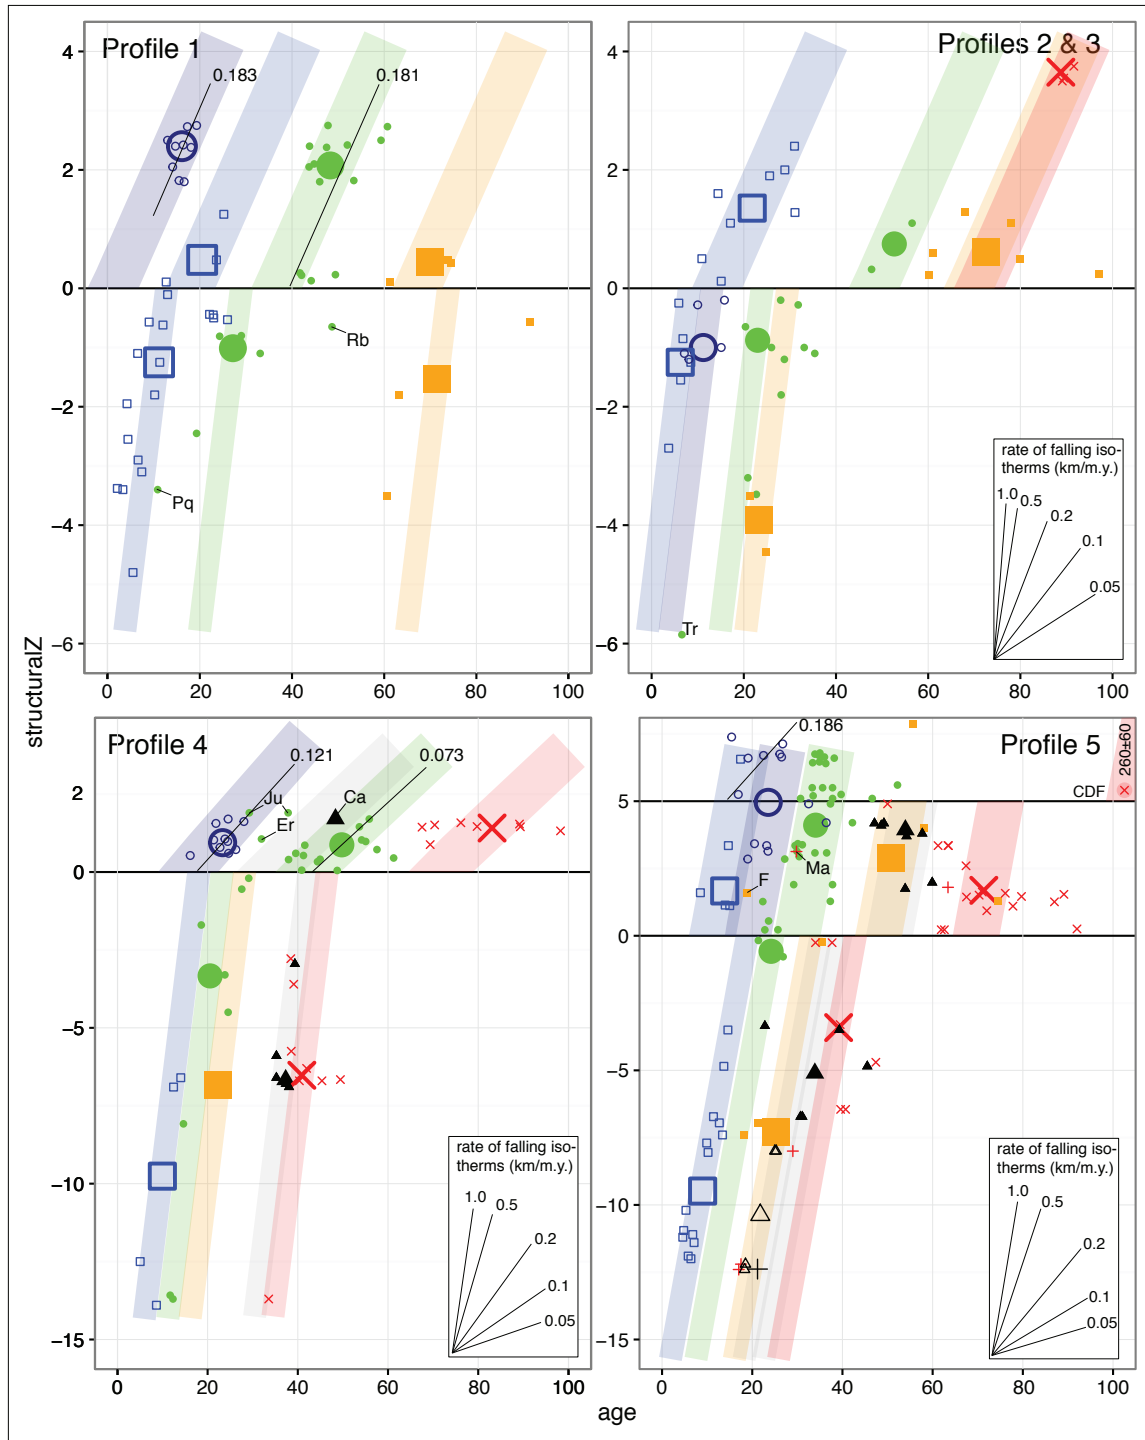 Profile 1
0.183
0.181
4
2
0
−2
−4
−6
Rb
Pq
0 20 40 60 80 100
Profiles 2 & 3
4
2
0
−2
−4
−6
Tr
rate of falling iso-
therms (km/m.y.)
1.0
0.5
0.2
0.1
0.05
0 20 40 60 80 100
structuralZ
Profile 4
0.121
0.073
2
0
−5
−10
−15
Ju
Er
Ca
rate of falling iso-
therms (km/m.y.)
1.0
0.5
0.2
0.1
0.05
0 20 40 60 80 100
Profile 5
0.186
260±60
CDF
5
0
−5
−10
−15
Ma
F
rate of falling iso-
therms (km/m.y.)
1.0
0.5
0.2
0.1
0.05
0 20 40 60 80 100
age